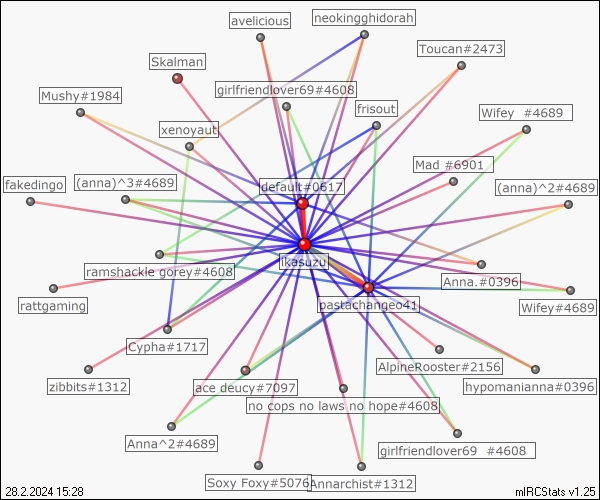 avelicious
neokingghidorah
Toucan#2473
Skalman
girlfriendlover69#4608
Mushy#1984
frisout
Wifey  #4689
xenoyaut
Mad #6901
(anna)^3#4689
default#0617
(anna)^2#4689
fakedingo
ikasuzu
ramshackle gorey#4608
Anna.#0396
rattgaming
pastachangeo41
Wifey#4689
Cypha#1717
AlpineRooster#2156
zibbits#1312
ace deucy#7097
hypomanianna#0396
no cops no laws no hope#4608
Anna^2#4689
girlfriendlover69  #4608
Soxy Foxy#5076
Annarchist#1312
28.2.2024 15:28
mIRCStats v1.25